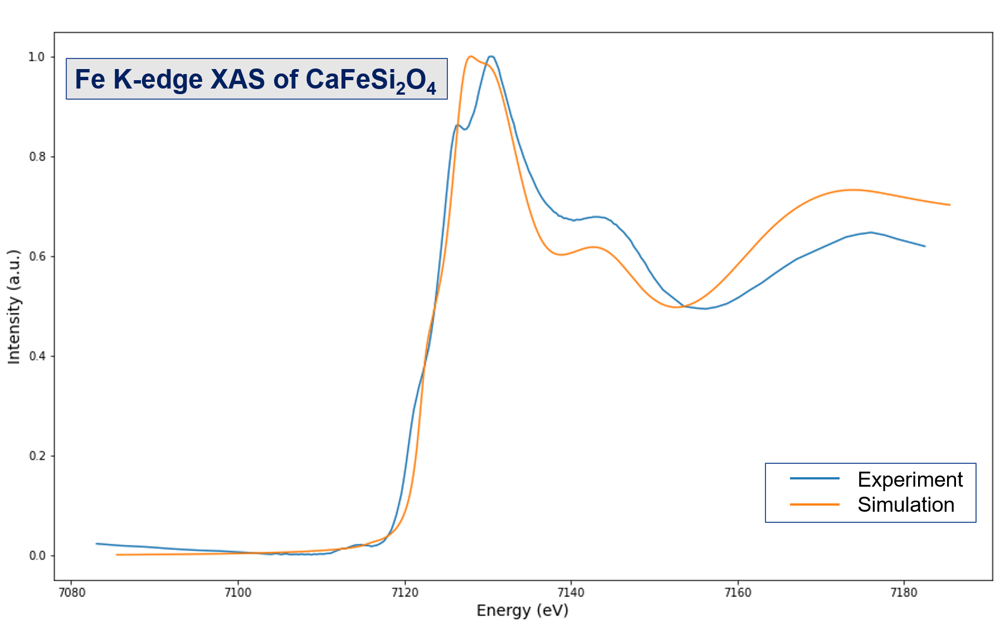 Fe K-edge XAS of CaFeSi₂O₄
1.0
0.8
0.6
0.4
0.2
0.0
Intensity (a.u.)
Experiment
Simulation
7080 7100 7120 7140 7160 7180
Energy (eV)